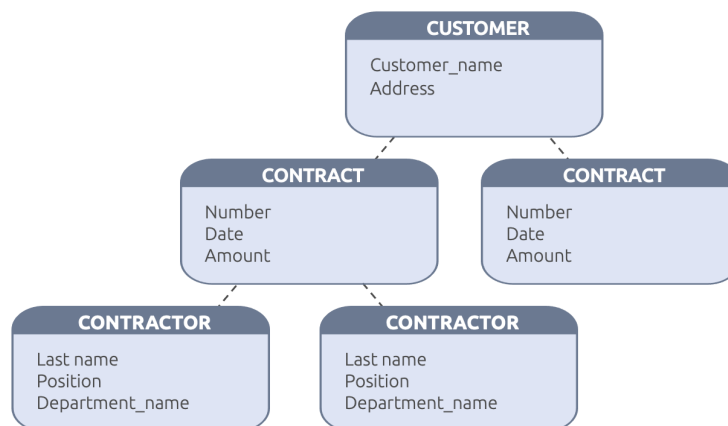 CUSTOMER
Customer_name
Address
CONTRACT
Number
Date
Amount
CONTRACT
Number
Date
Amount
CONTRACTOR
Last name
Position
Department_name
CONTRACTOR
Last name
Position
Department_name